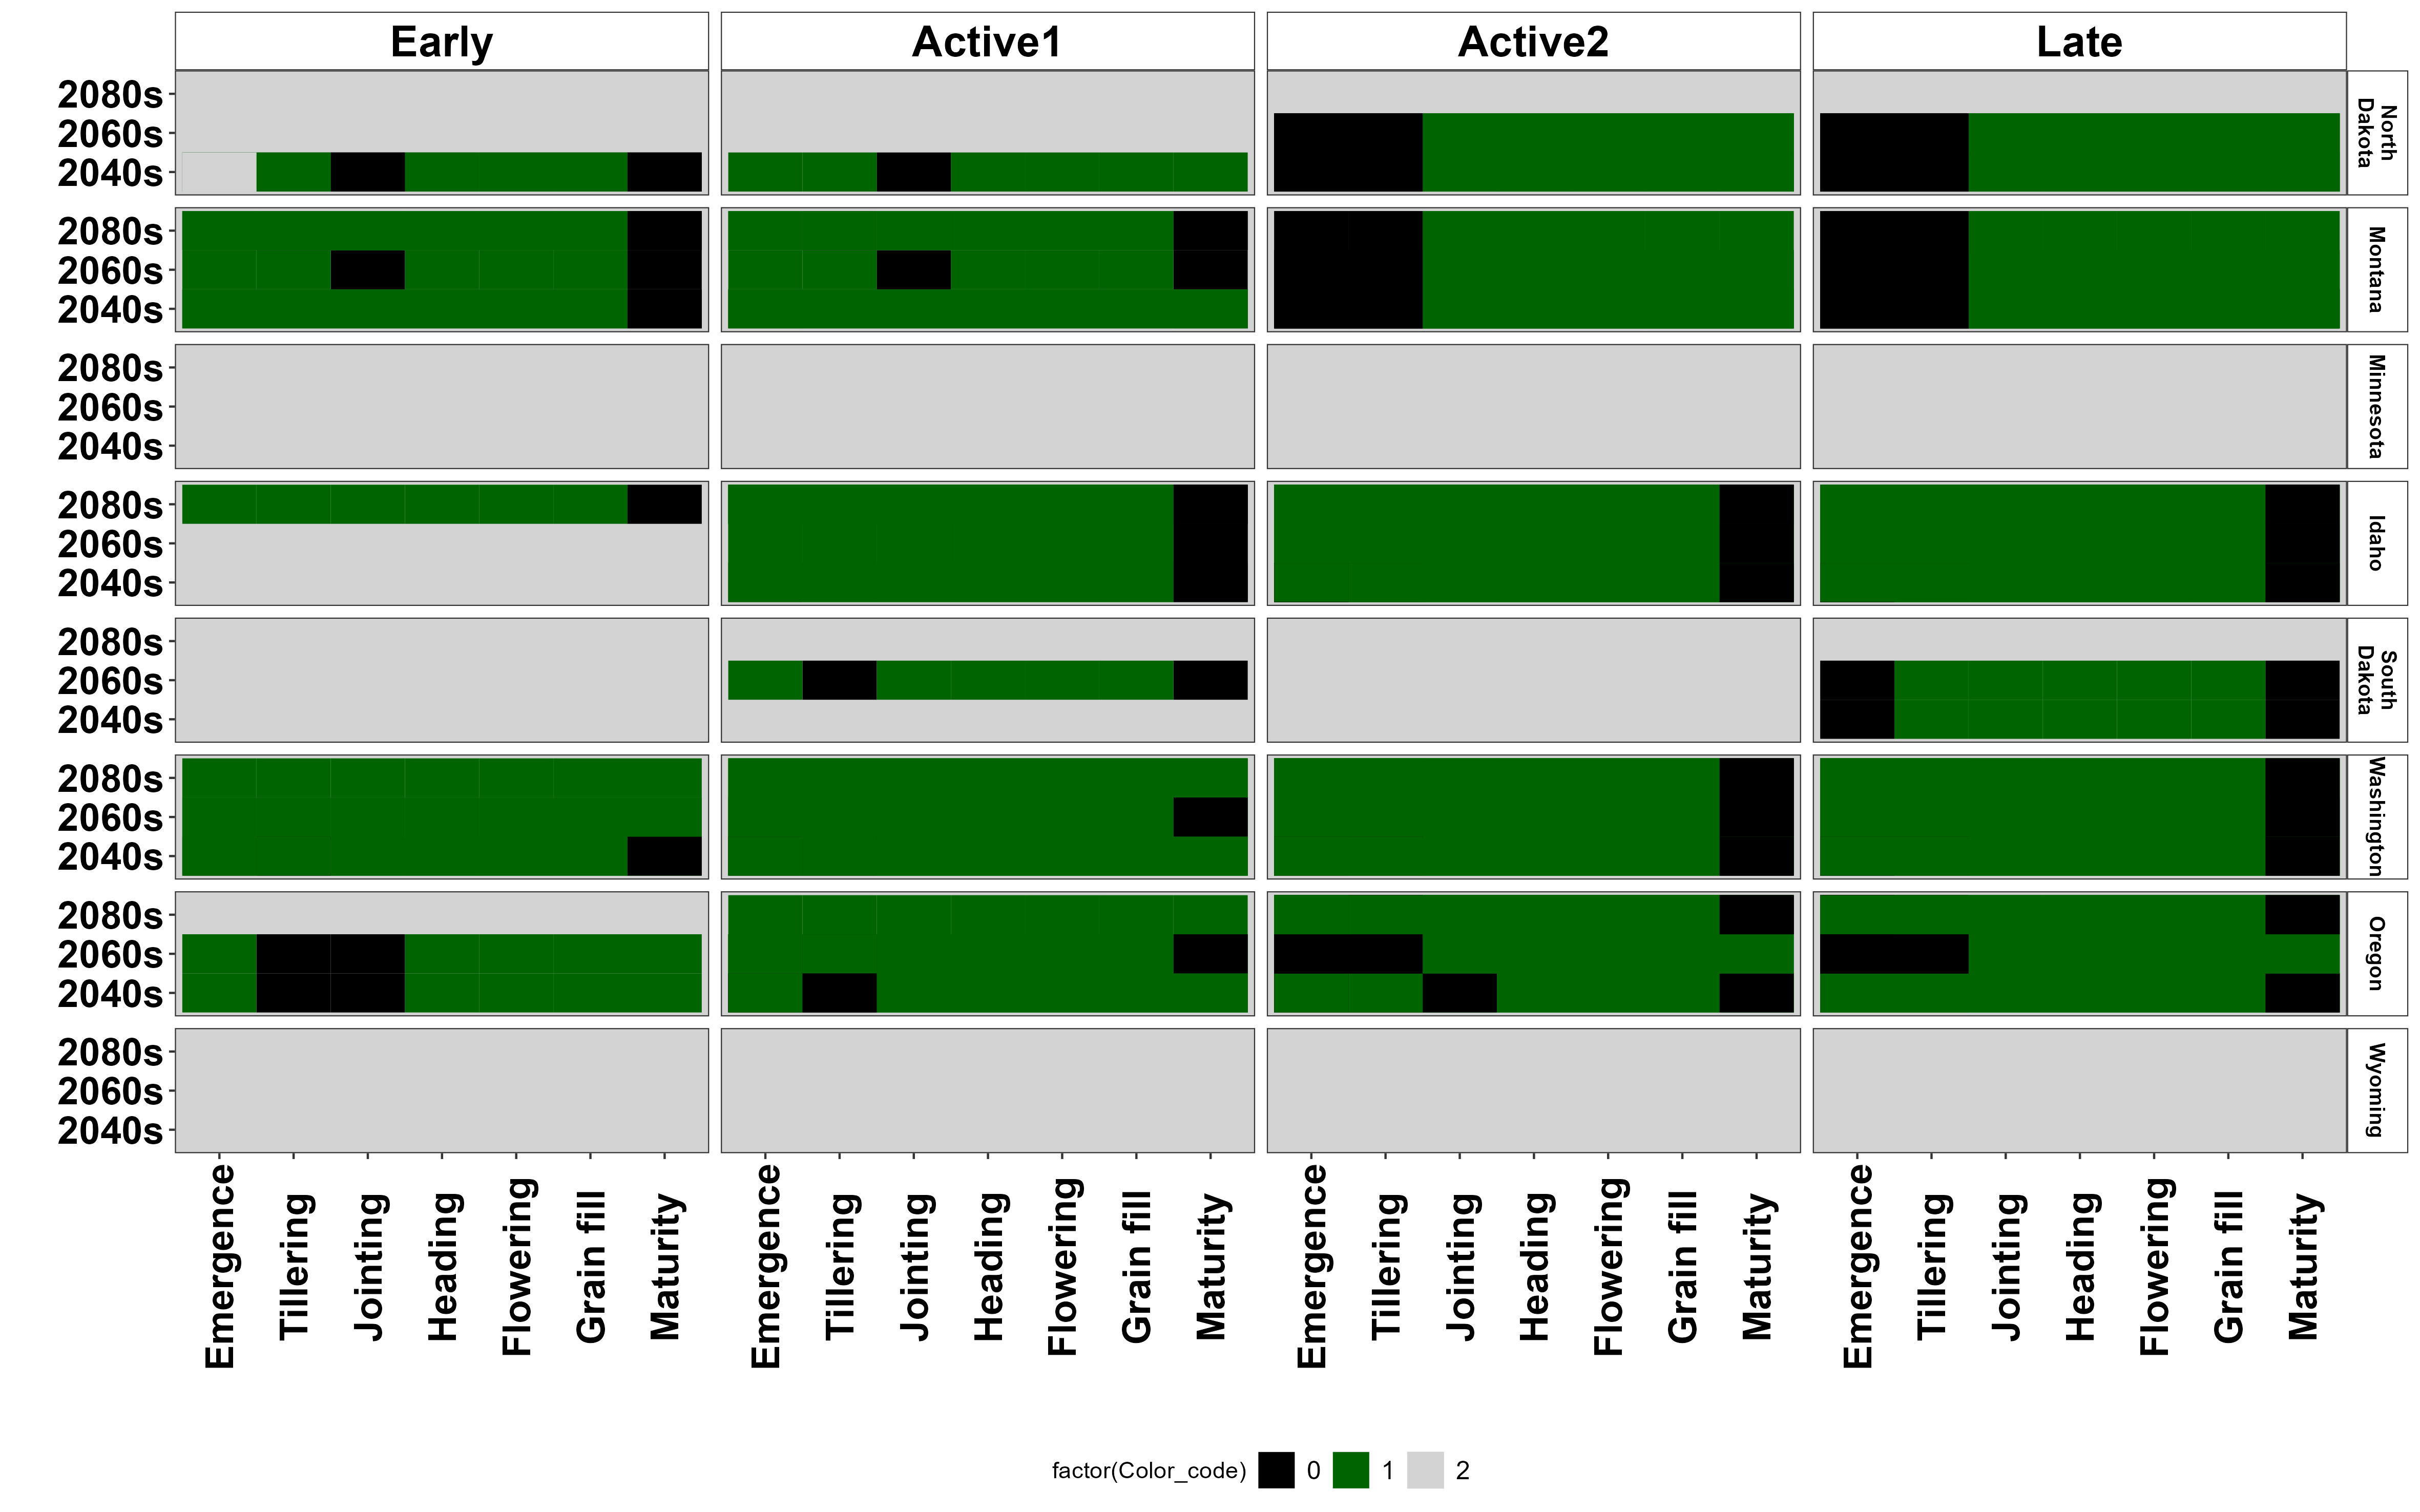 Early Active1 Active2 Late
2080s
2060s
2040s
North
Dakota
2080s
2060s
2040s
Montana
2080s
2060s
2040s
Minnesota
2080s
2060s
2040s
Idaho
2080s
2060s
2040s
South
Dakota
2080s
2060s
2040s
Washington
2080s
2060s
2040s
Oregon
2080s
2060s
2040s
Wyoming
Emergence
Tillering
Jointing
Heading
Flowering
Grain fill
Maturity
Emergence
Tillering
Jointing
Heading
Flowering
Grain fill
Maturity
Emergence
Tillering
Jointing
Heading
Flowering
Grain fill
Maturity
Emergence
Tillering
Jointing
Heading
Flowering
Grain fill
Maturity
factor(Color_code) 0 1 2